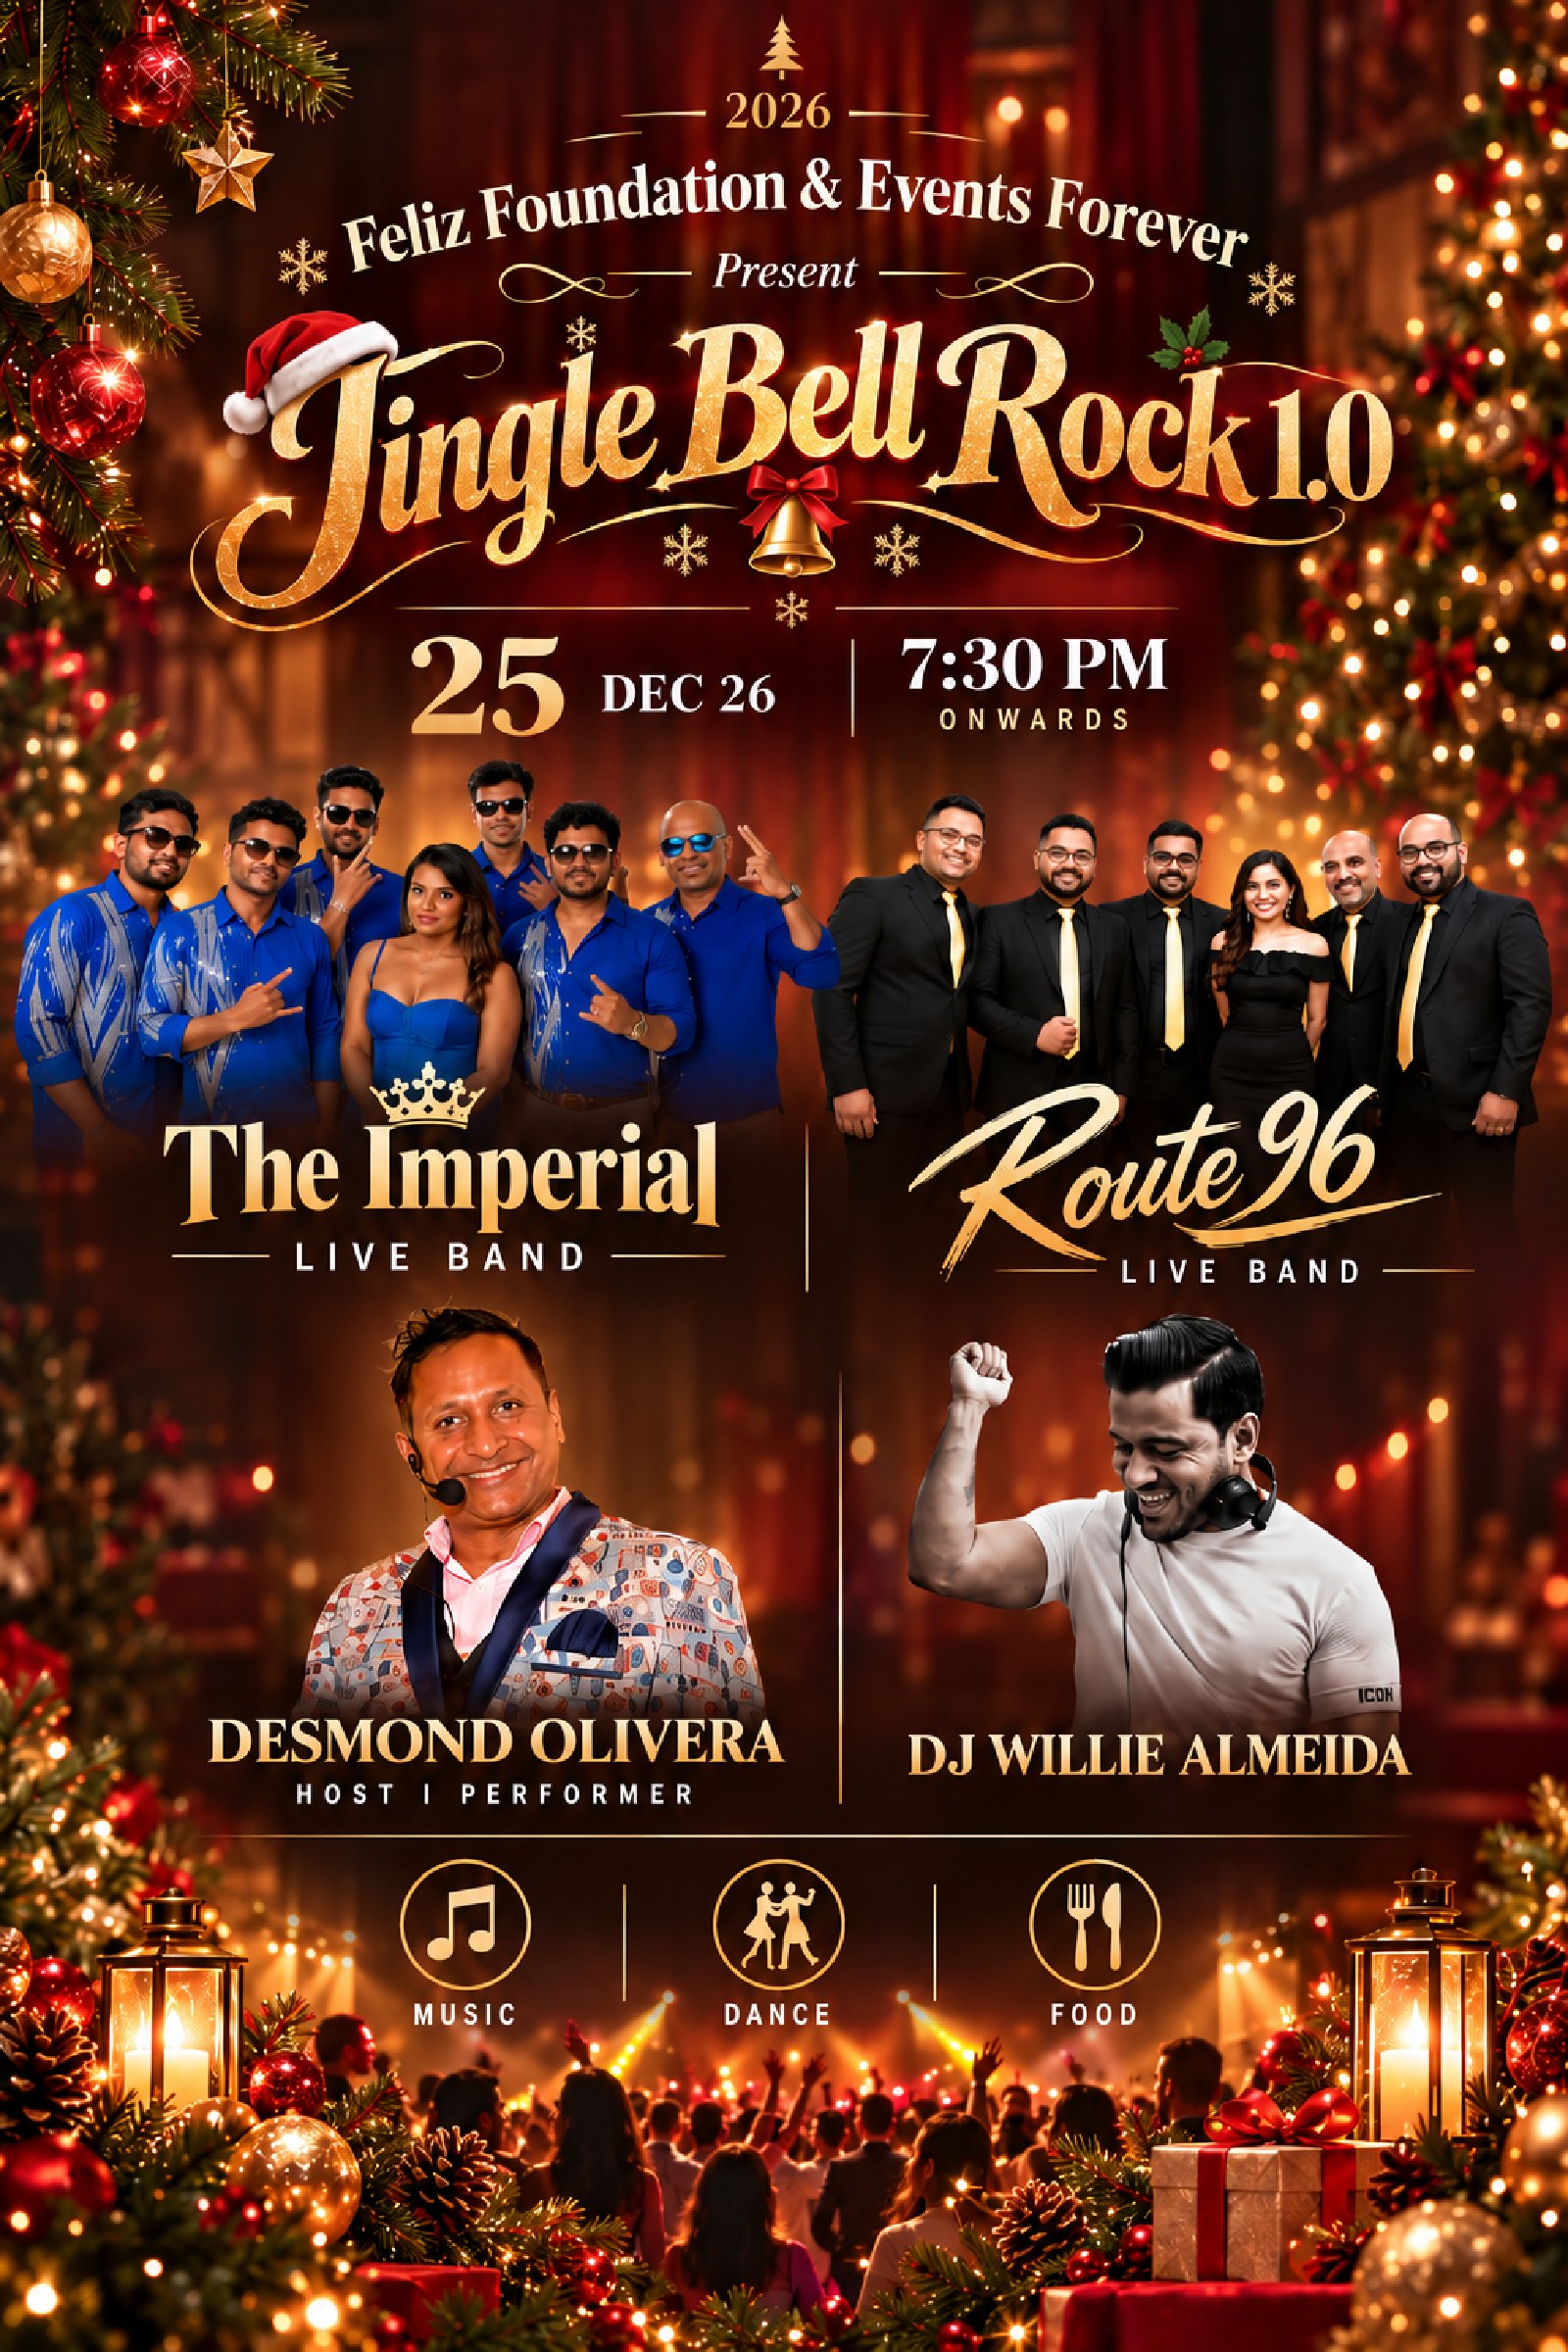 2026
Feliz Foundation & Events Forever
Present
Jingle Bell Rock 1.0
25 DEC 26
7:30 PM
ONWARDS
The Imperial
LIVE BAND
Route 96
LIVE BAND
ICON
DESMOND OLIVERA
HOST | PERFORMER
DJ WILLIE ALMEIDA
MUSIC
DANCE
FOOD